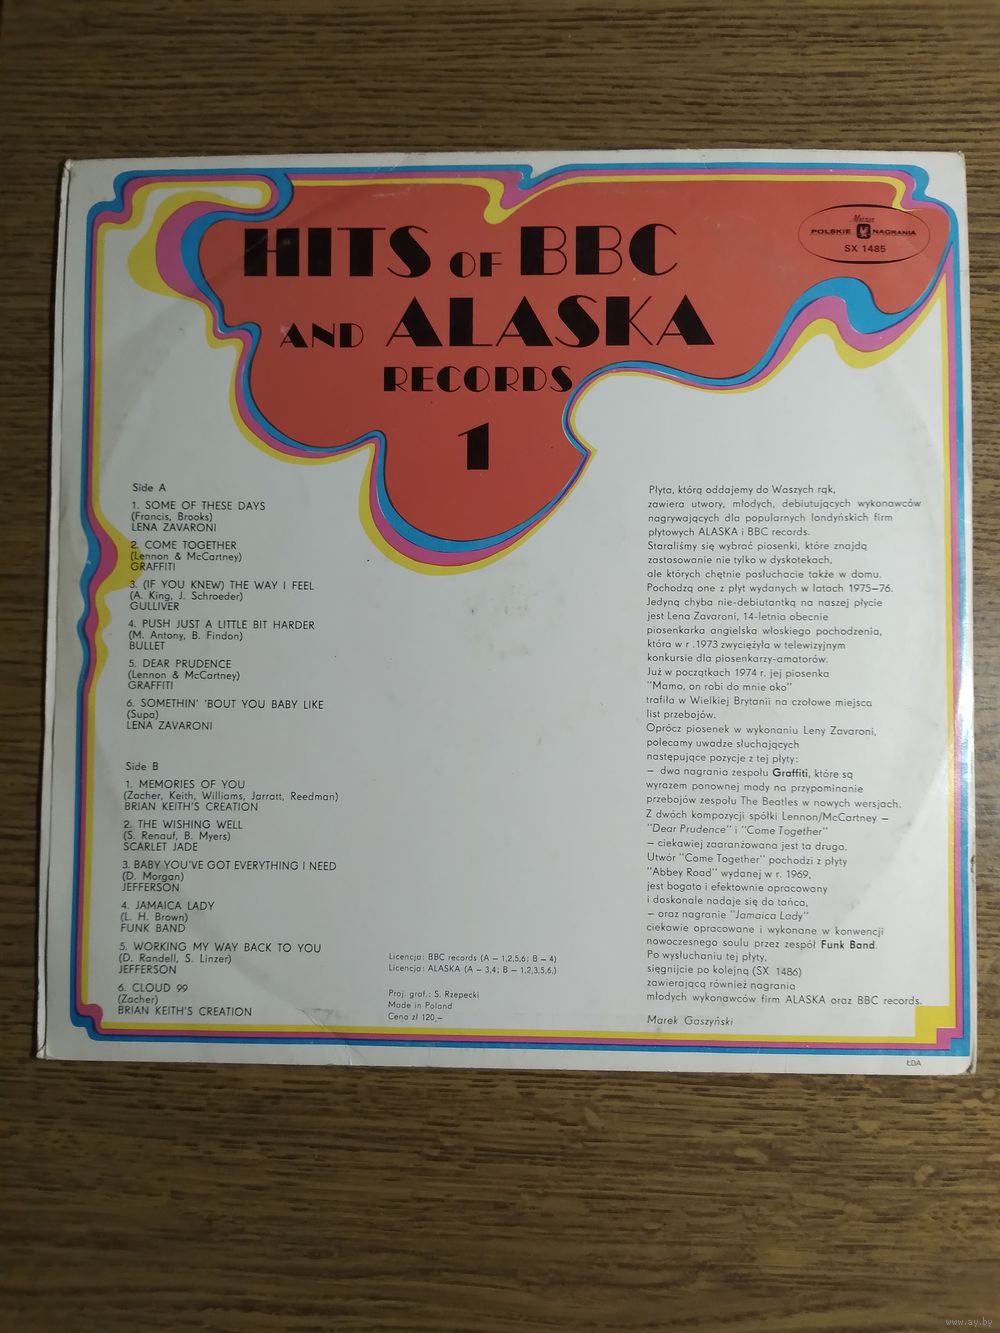 HITS OF BBC
AND ALASKA
RECORDS
1
Muza
POLSKIE NAGRANIA
SX 1485
Side A
1. SOME OF THESE DAYS
(Francis, Brooks)
LENA ZAVARONI
2. COME TOGETHER
(Lennon & McCartney)
GRAFFITI
3. (IF YOU KNEW) THE WAY I FEEL
(A. King, J. Schroeder)
GULLIVER
4. PUSH JUST A LITTLE BIT HARDER
(M. Antony, B. Findon)
BULLET
5. DEAR PRUDENCE
(Lennon & McCartney)
GRAFFITI
6. SOMETHIN' 'BOUT YOU BABY LIKE
(Supa)
LENA ZAVARONI
Side B
1. MEMORIES OF YOU
(Zacher, Keith, Williams, Jarratt, Reedman)
BRIAN KEITH'S CREATION
2. THE WISHING WELL
(S. Renauf, B. Myers)
SCARLET JADE
3. BABY YOU'VE GOT EVERYTHING I NEED
(D. Morgan)
JEFFERSON
4. JAMAICA LADY
(L. H. Brown)
FUNK BAND
5. WORKING MY WAY BACK TO YOU
(D. Randell, S. Linzer)
JEFFERSON
6. CLOUD 99
(Zacher)
BRIAN KEITH'S CREATION
Licencja: BBC records (A – 1,2,5,6; B – 4)
Licencja: ALASKA (A – 3,4; B – 1,2,3,5,6,)
Proj. graf.: S. Rzepecki
Made in Poland
Cena zł 120,–
Płyta, którą oddajemy do Waszych rąk,
zawiera utwory, młodych, debiutujących wykonawców
nagrywających dla popularnych londyńskich firm
płytowych ALASKA i BBC records.
Staraliśmy się wybrać piosenki, które znajdą
zastosowanie nie tylko w dyskotekach,
ale których chętnie posłuchacie także w domu.
Pochodzą one z płyt wydanych w latach 1975–76.
Jedyną chyba nie-debiutantką na naszej płycie
jest Lena Zavaroni, 14-letnia obecnie
piosenkarka angielska włoskiego pochodzenia,
która w r .1973 zwyciężyła w telewizyjnym
konkursie dla piosenkarzy-amatorów.
Już w początkach 1974 r. jej piosenka
"Mamo, on robi do mnie oko"
trafiła w Wielkiej Brytanii na czołowe miejsca
list przebojów.
Oprócz piosenek w wykonaniu Leny Zavaroni,
polecamy uwadze słuchających
następujące pozycje z tej płyty:
– dwa nagrania zespołu Graffiti, które są
wyrazem ponownej mody na przypominanie
przebojów zespołu The Beatles w nowych wersjach.
Z dwóch kompozycji spółki Lennon/McCartney –
"Dear Prudence" i "Come Together"
– ciekawiej zaaranżowana jest ta druga.
Utwór "Come Together" pochodzi z płyty
"Abbey Road" wydanej w r. 1969,
jest bogato i efektownie opracowany
i doskonale nadaje się do tańca,
– oraz nagranie "Jamaica Lady"
ciekawie opracowane i wykonane w konwencji
nowoczesnego soulu przez zespół Funk Band.
Po wysłuchaniu tej płyty,
sięgnijcie po kolejną (SX 1486)
zawierającą również nagrania
młodych wykonawców firm ALASKA oraz BBC records.
Marek Gaszyński
ŁDA
www.ay.by